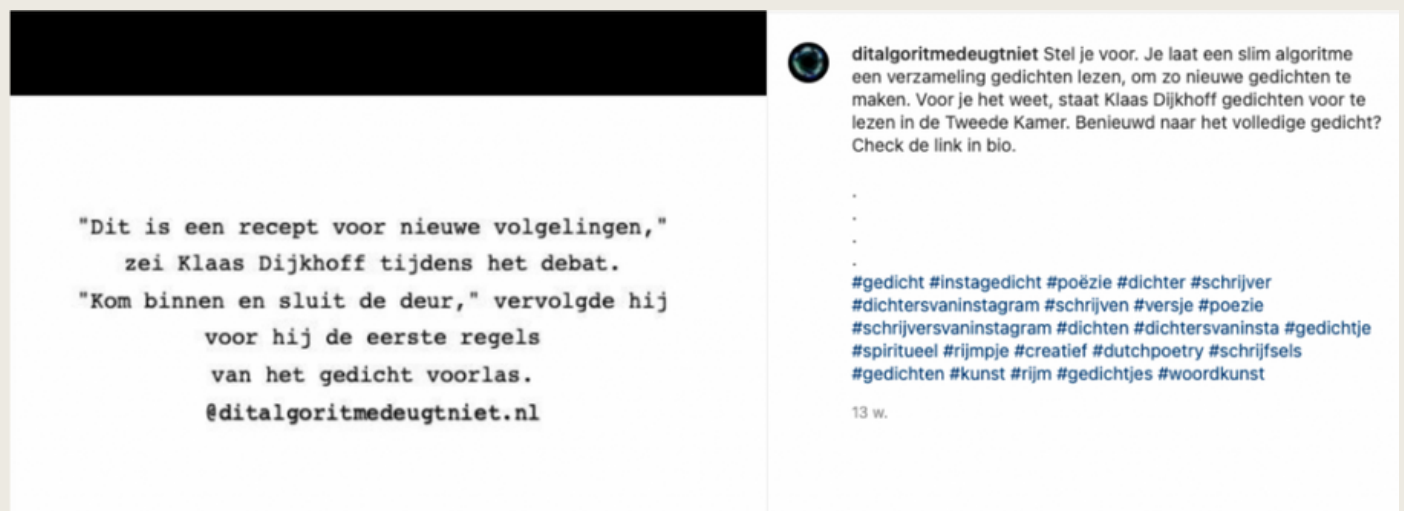 "Dit is een recept voor nieuwe volgelingen,"
zei Klaas Dijkhoff tijdens het debat.
"Kom binnen en sluit de deur," vervolgde hij
voor hij de eerste regels
van het gedicht voorlas.
@ditalgoritmedeugtniet.nl
ditalgoritmedeugtniet Stel je voor. Je laat een slim algoritme
een verzameling gedichten lezen, om zo nieuwe gedichten te
maken. Voor je het weet, staat Klaas Dijkhoff gedichten voor te
lezen in de Tweede Kamer. Benieuwd naar het volledige gedicht?
Check de link in bio.
.
.
.
.
#gedicht #instagedicht #poëzie #dichter #schrijver
#dichtersvaninstagram #schrijven #versje #poezie
#schrijversvaninstagram #dichten #dichtersvaninsta #gedichtje
#spiritueel #rijmpje #creatief #dutchpoetry #schrijfsels
#gedichten #kunst #rijm #gedichtjes #woordkunst
13 w.